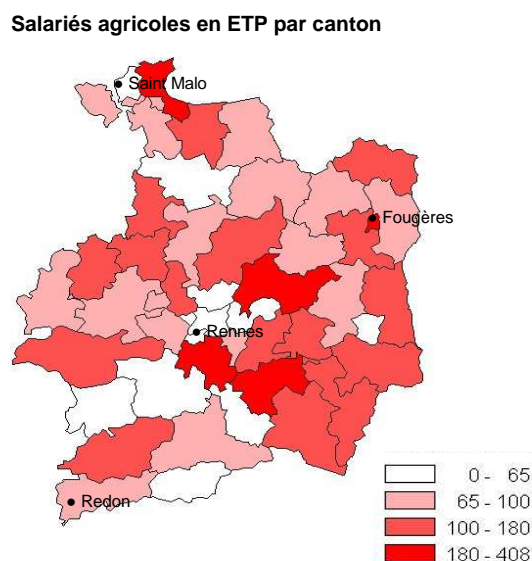 Salariés agricoles en ETP par canton
Saint Malo
Fougères
Rennes
Redon
0 - 65
65 - 100
100 - 180
180 - 408